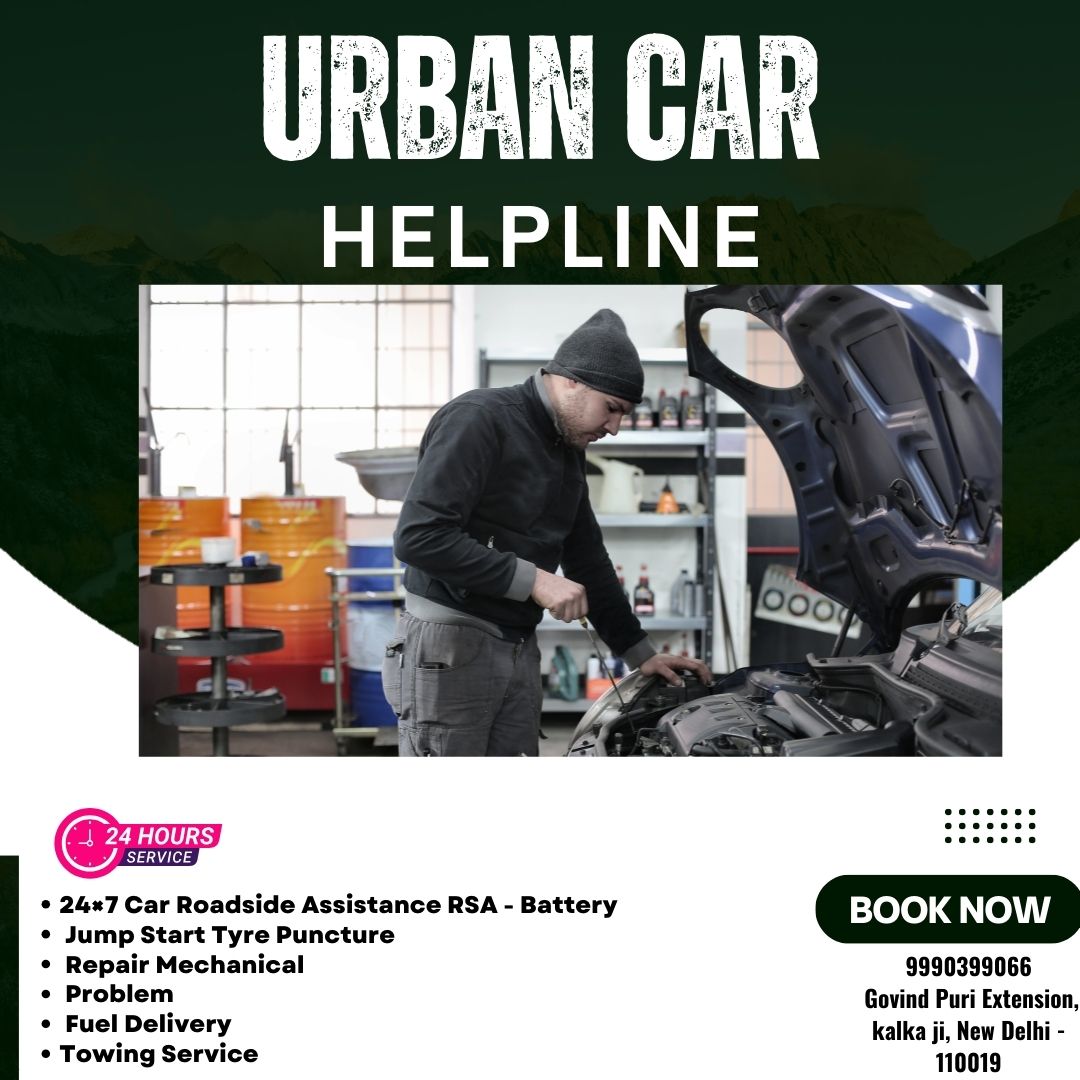 URBAN CAR
HELPLINE
24 HOURS
SERVICE
• 24×7 Car Roadside Assistance RSA - Battery
• Jump Start Tyre Puncture
• Repair Mechanical
• Problem
• Fuel Delivery
• Towing Service
BOOK NOW
9990399066
Govind Puri Extension,
kalka ji, New Delhi -
110019